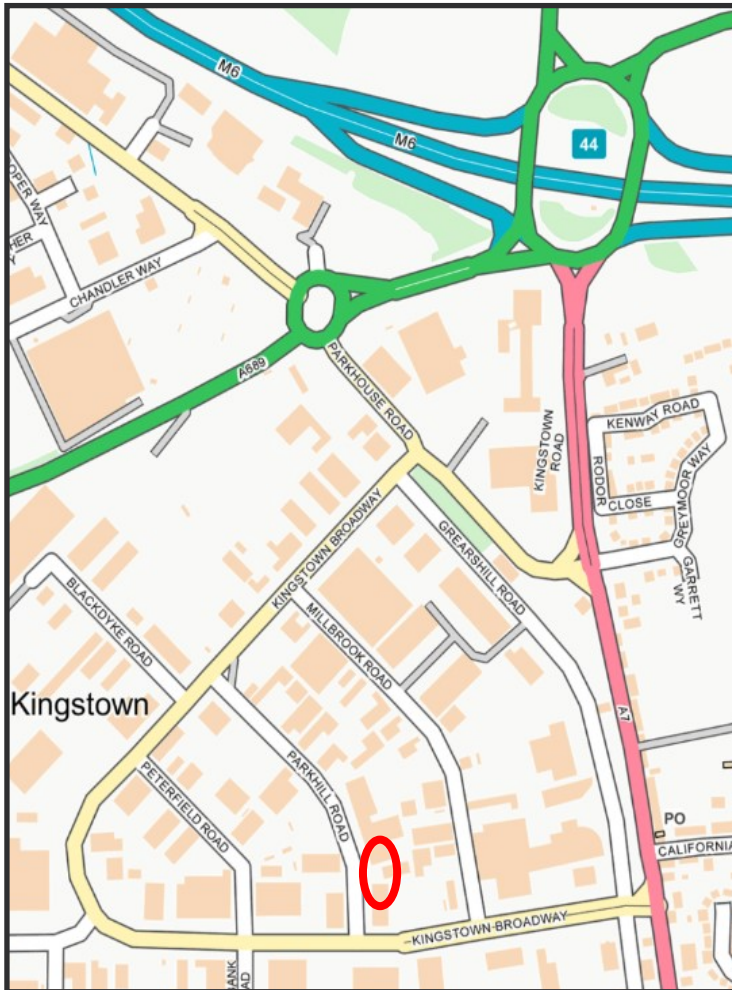 M6
M6
44
OPER WAY
HER
Y
CHANDLER WAY
A689
PARKHOUSE ROAD
KINGSTOWN
ROAD
KENWAY ROAD
RODOR
CLOSE
GREYMOOR WAY
GARRETT
WY
KINGSTOWN BROADWAY
GREARSHILL ROAD
BLACKDYKE ROAD
MILLBROOK ROAD
Kingstown
A7
PARKHILL ROAD
PETERFIELD ROAD
PO
CALIFORNIA
KINGSTOWN BROADWAY
BANK
ROAD